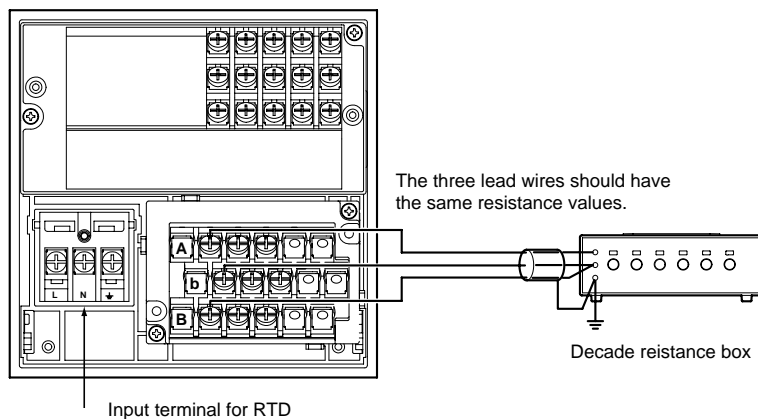 The three lead wires should have
the same resistance values.
A
b
L N
B
Decade reistance box
Input terminal for RTD